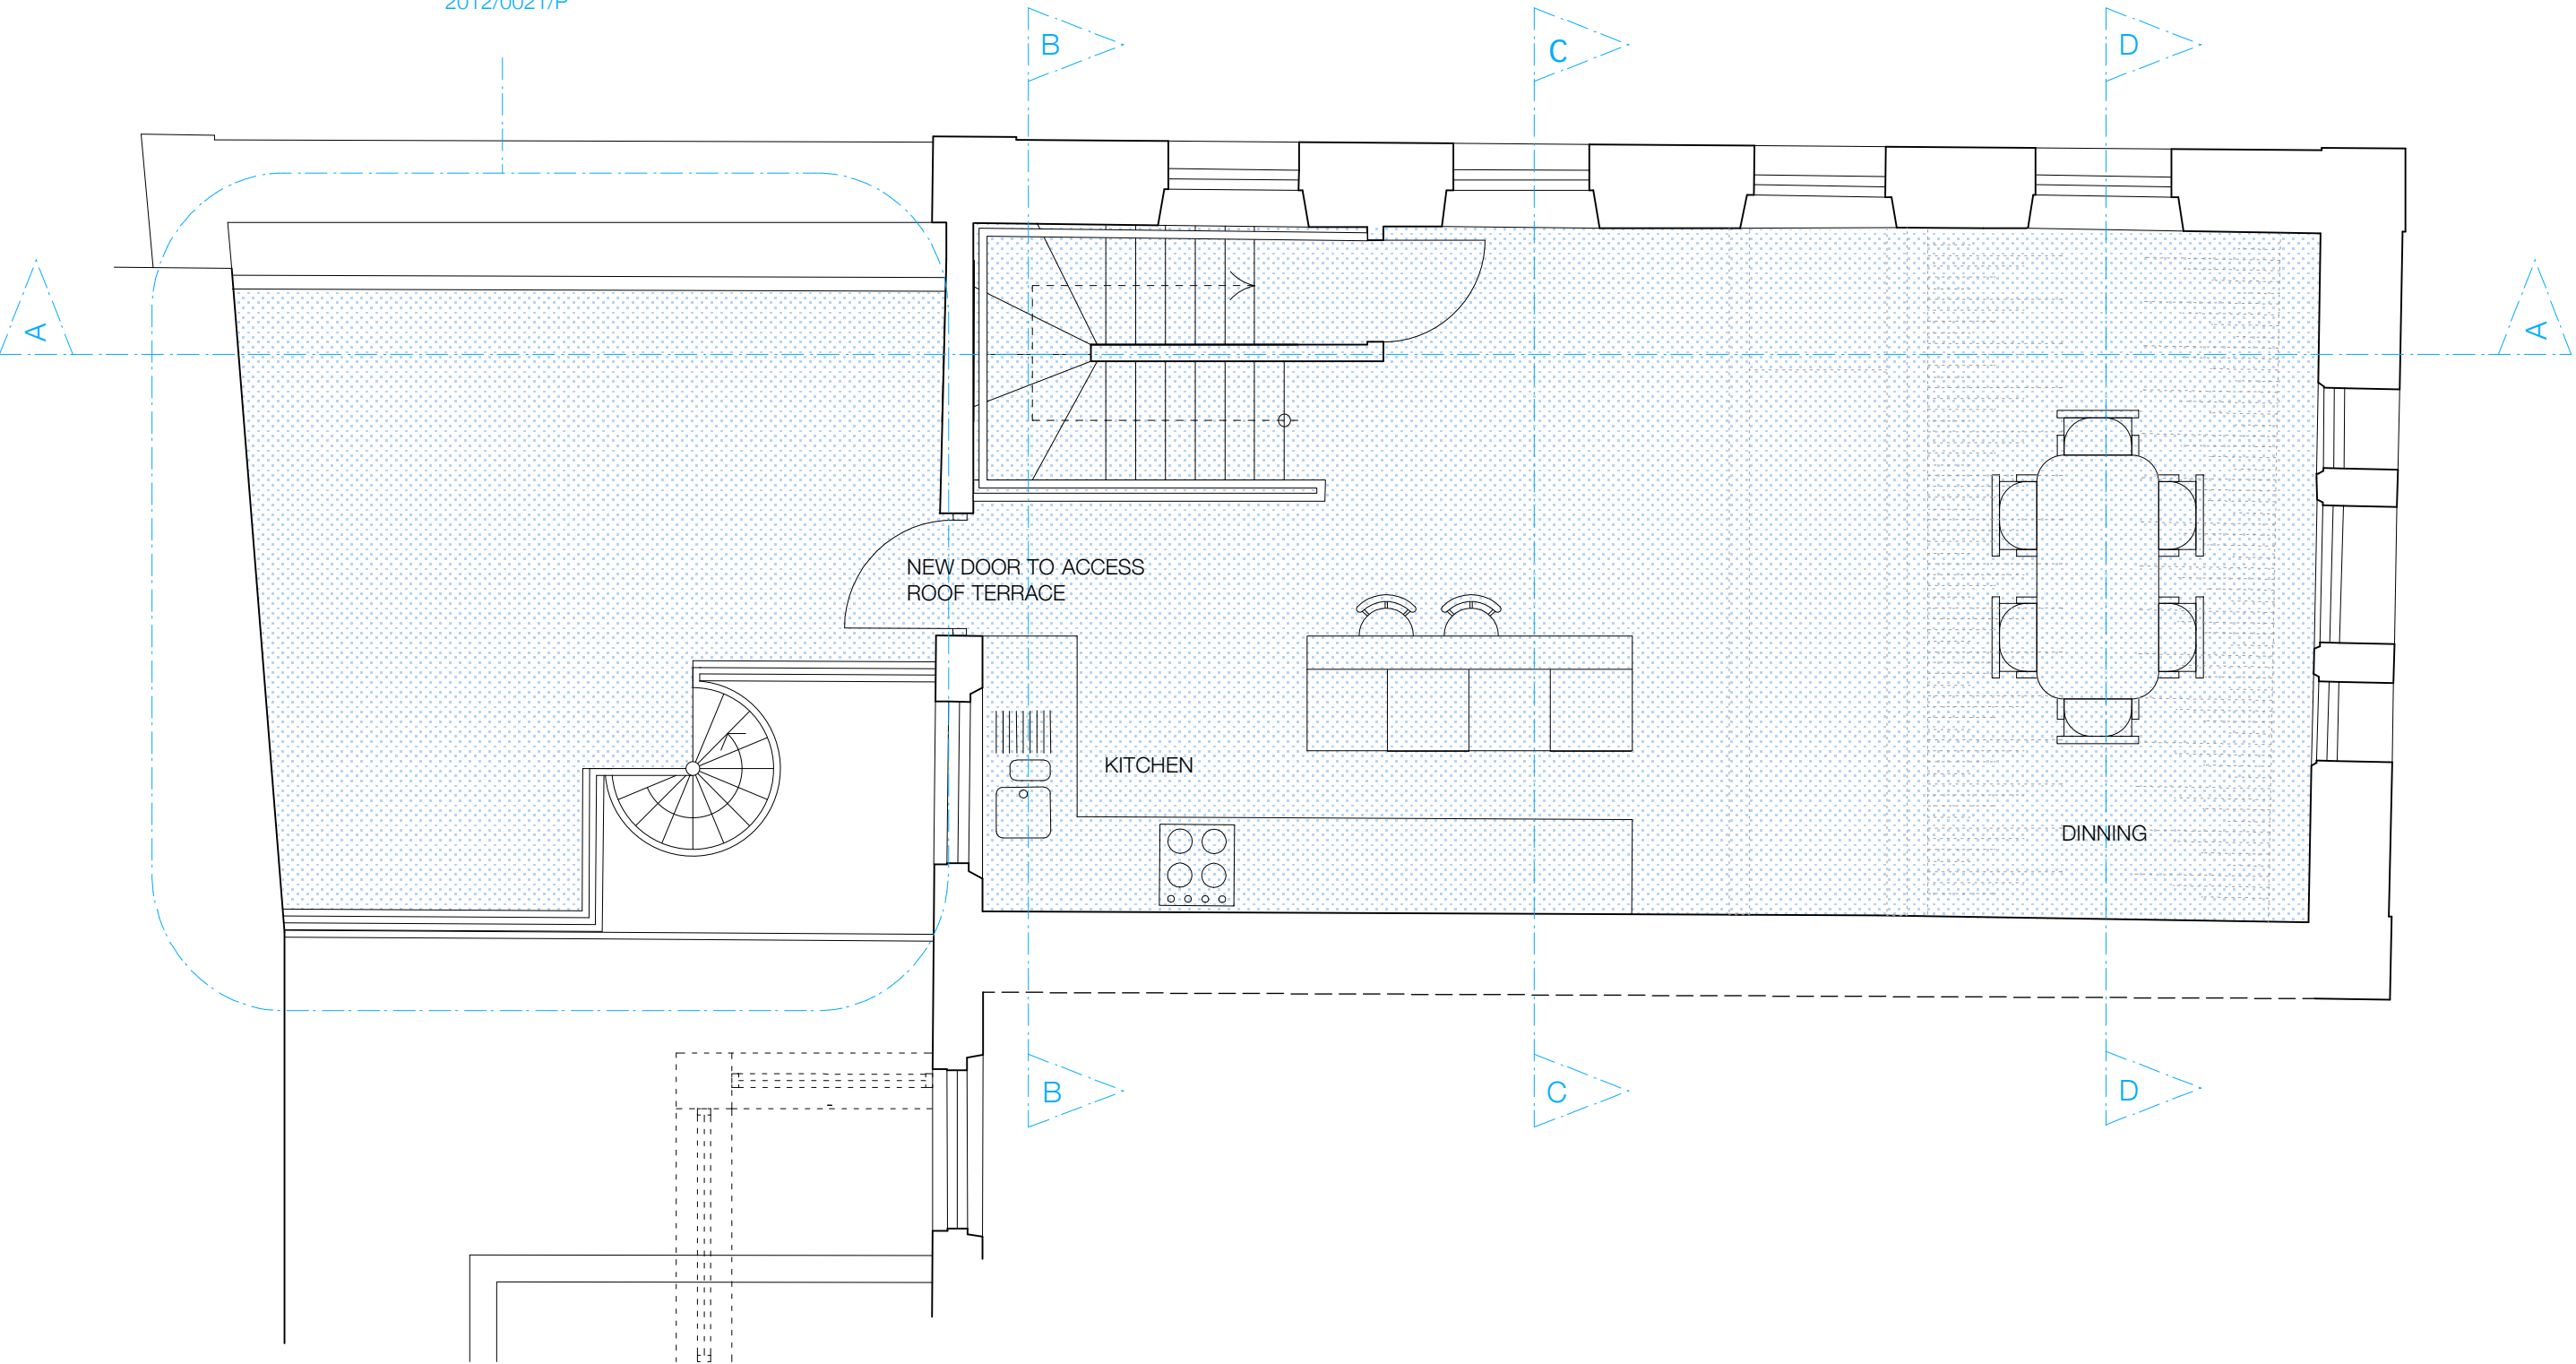 2012/0021/P
B
C
D
A
A
NEW DOOR TO ACCESS
ROOF TERRACE
KITCHEN
DINNING
B
C
D